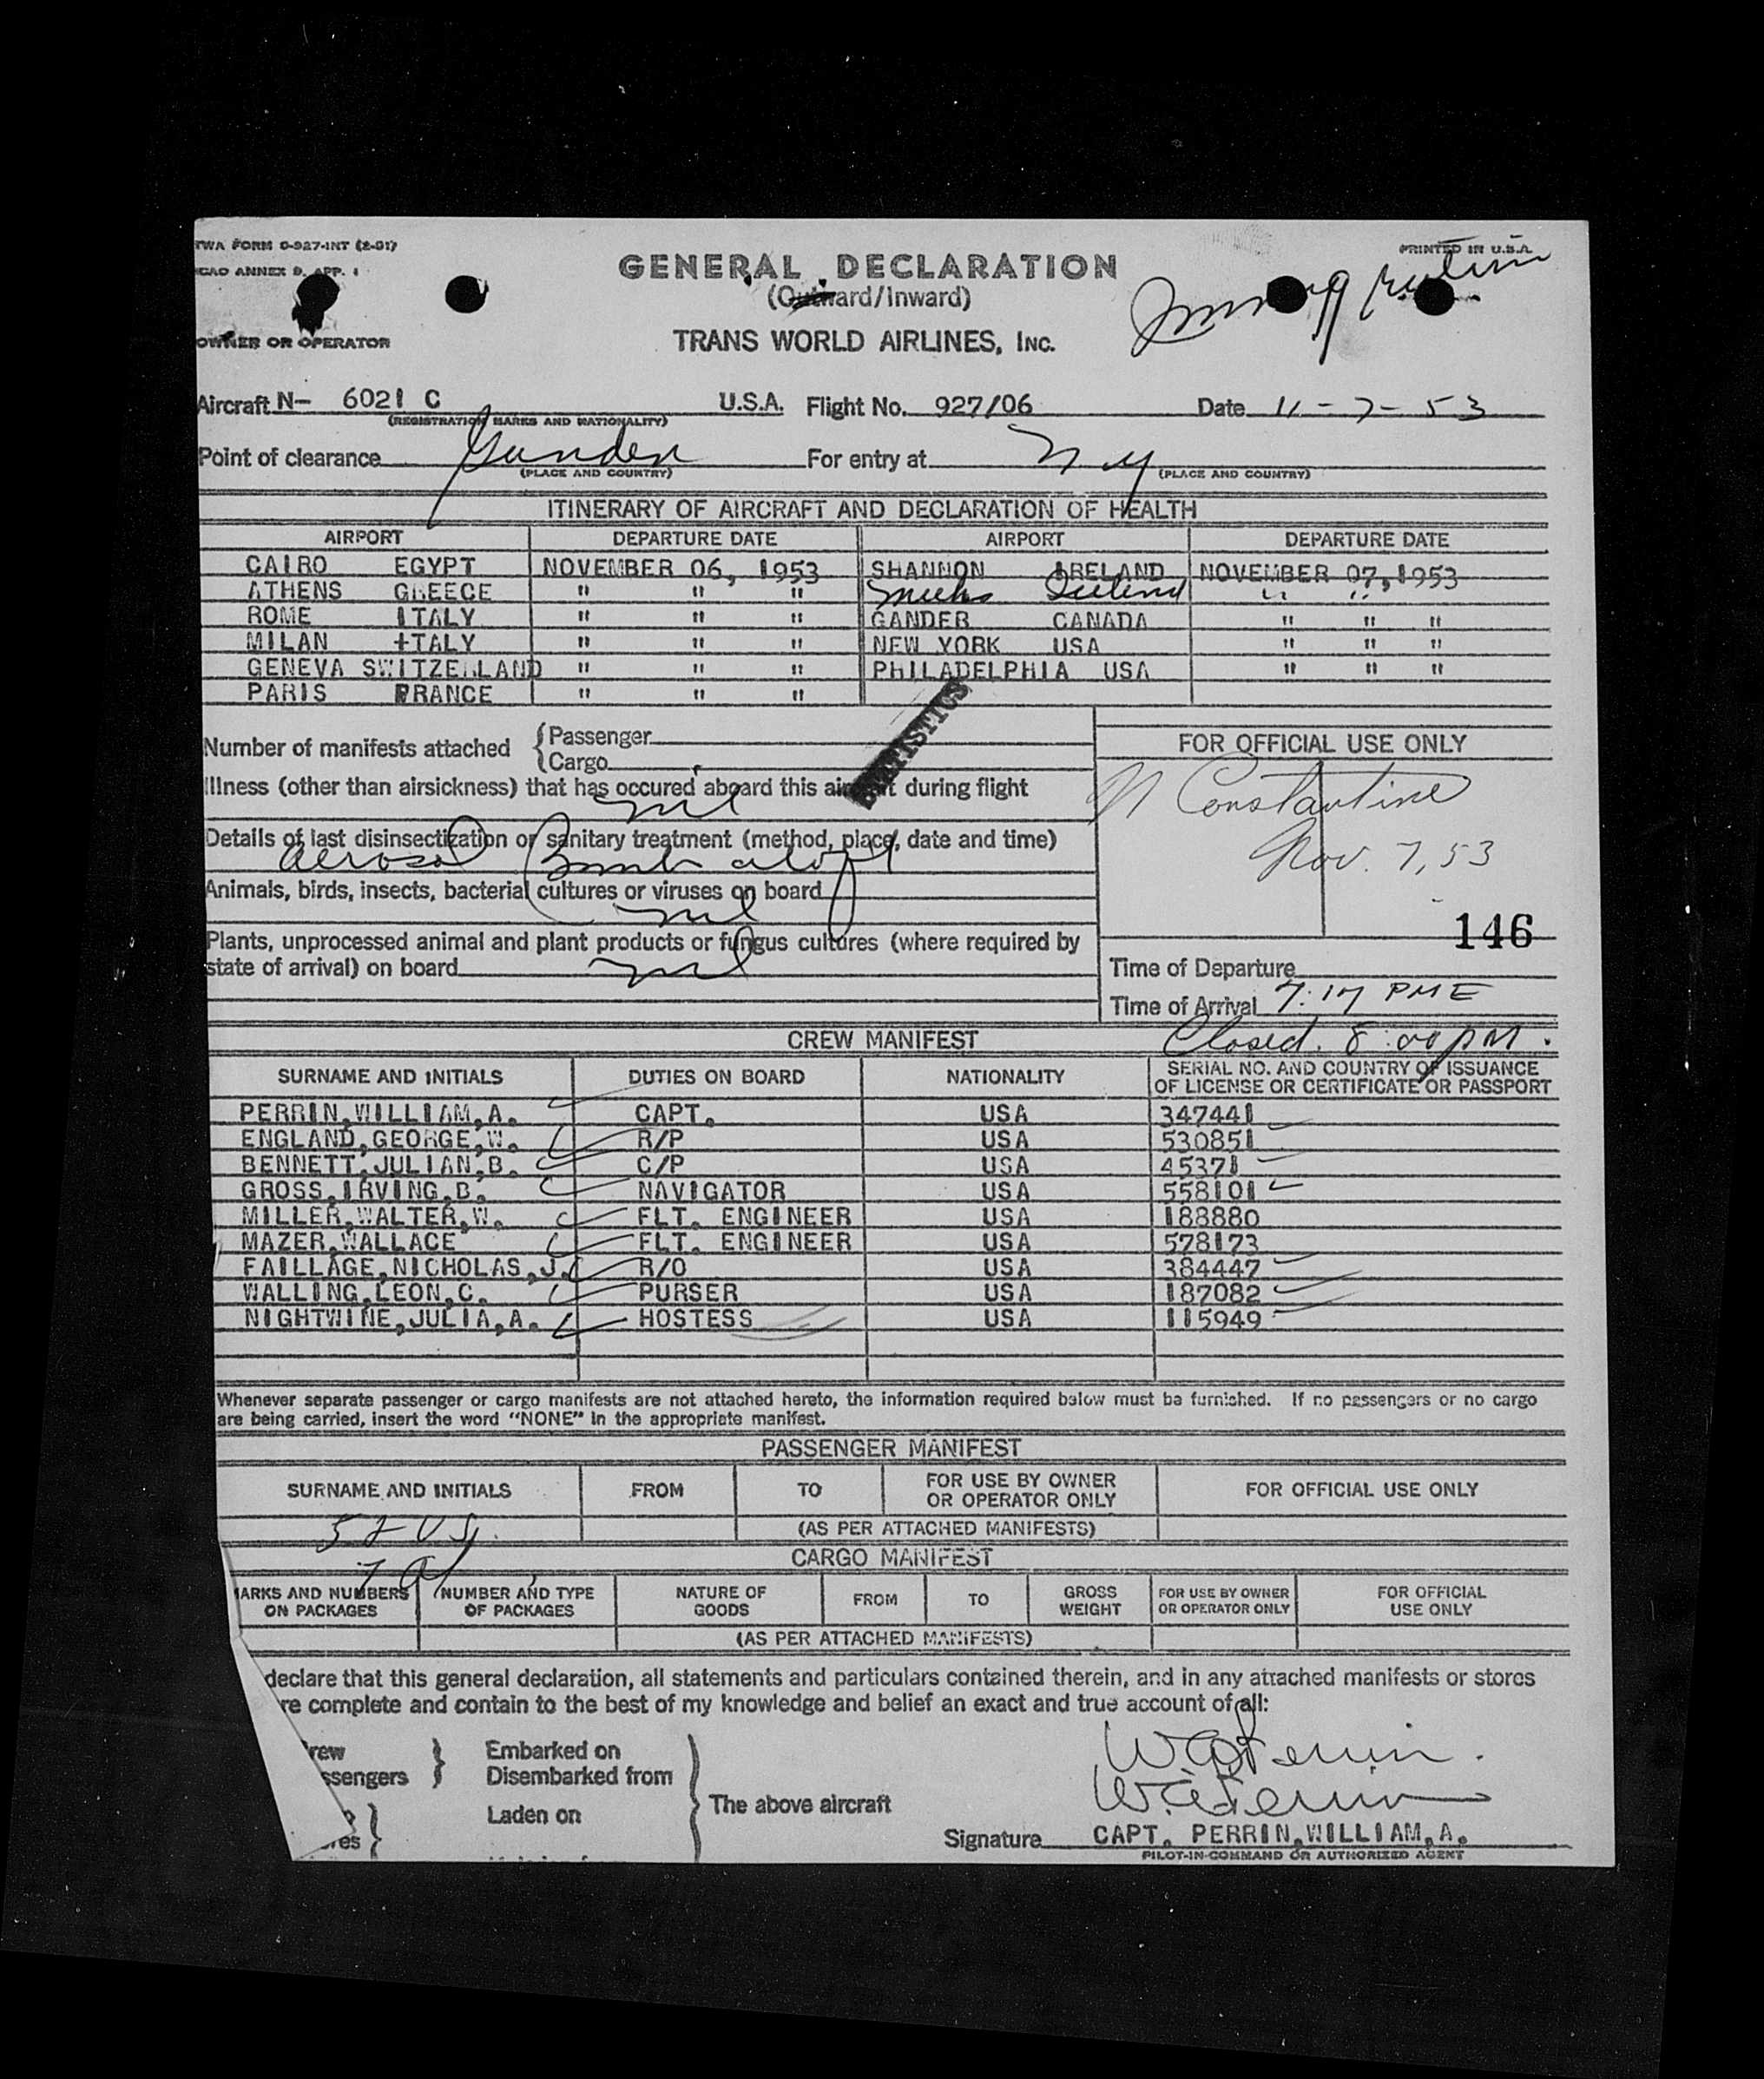 TWA FORM 0-927-INT (2-51)
PRINTED IN U.S.A.
ICAO ANNEX 9, APP. 1
GENERAL DECLARATION
(Outward/Inward)
OWNER OR OPERATOR
TRANS WORLD AIRLINES, INC.
Aircraft N- 6021 C U.S.A. Flight No. 927/06 Date 11-7-53
(REGISTRATION MARKS AND NATIONALITY)
Point of clearance Gander For entry at N Y
(PLACE AND COUNTRY) (PLACE AND COUNTRY)
ITINERARY OF AIRCRAFT AND DECLARATION OF HEALTH
AIRPORT DEPARTURE DATE AIRPORT DEPARTURE DATE
CAIRO EGYPT NOVEMBER 06, 1953 SHANNON IRELAND NOVEMBER 07, 1953
ATHENS GREECE " " " " " "
ROME ITALY " " " GANDER CANADA " " "
MILAN +TALY " " " NEW YORK USA " " "
GENEVA SWITZERLAND " " " PHILADELPHIA USA " " "
PARIS FRANCE " " "
STATISTICS
Number of manifests attached {Passenger
{Cargo
FOR OFFICIAL USE ONLY
N Constantine
Nov. 7, 53
146
Illness (other than airsickness) that has occured aboard this aircraft during flight
nil
Details of last disinsectization or sanitary treatment (method, place, date and time)
Aerosol Bomb
Animals, birds, insects, bacterial cultures or viruses on board
nil
Plants, unprocessed animal and plant products or fungus cultures (where required by
state of arrival) on board nil
Time of Departure
Time of Arrival 7:17 PME
Closed. 8:00 PM.
CREW MANIFEST
SURNAME AND INITIALS DUTIES ON BOARD NATIONALITY SERIAL NO. AND COUNTRY OF ISSUANCE
OF LICENSE OR CERTIFICATE OR PASSPORT
PERRIN,WILLIAM,A. CAPT. USA 347441
ENGLAND,GEORGE,W. R/P USA 530851
BENNETT,JULIAN,B. C/P USA 45371
GROSS,IRVING,B. NAVIGATOR USA 558101
MILLER,WALTER,W. FLT. ENGINEER USA 188880
MAZER,WALLACE FLT. ENGINEER USA 578173
FAILLAGE,NICHOLAS,J. R/O USA 384447
WALLING,LEON,C. PURSER USA 187082
NIGHTWINE,JULIA,A. HOSTESS USA 115949
Whenever separate passenger or cargo manifests are not attached hereto, the information required below must be furnished. If no passengers or no cargo
are being carried, insert the word "NONE" in the appropriate manifest.
PASSENGER MANIFEST
SURNAME AND INITIALS FROM TO FOR USE BY OWNER
OR OPERATOR ONLY FOR OFFICIAL USE ONLY
52 US. (AS PER ATTACHED MANIFESTS)
7 A
CARGO MANIFEST
MARKS AND NUMBERS
ON PACKAGES NUMBER AND TYPE
OF PACKAGES NATURE OF
GOODS FROM TO GROSS
WEIGHT FOR USE BY OWNER
OR OPERATOR ONLY FOR OFFICIAL
USE ONLY
(AS PER ATTACHED MANIFESTS)
declare that this general declaration, all statements and particulars contained therein, and in any attached manifests or stores
re complete and contain to the best of my knowledge and belief an exact and true account of all:
rew } Embarked on
ssengers } Disembarked from
Laden on
res }
The above aircraft
W.A. Perrin.
W.A. Perrin
Signature CAPT. PERRIN,WILLIAM,A.
PILOT-IN-COMMAND OR AUTHORIZED AGENT